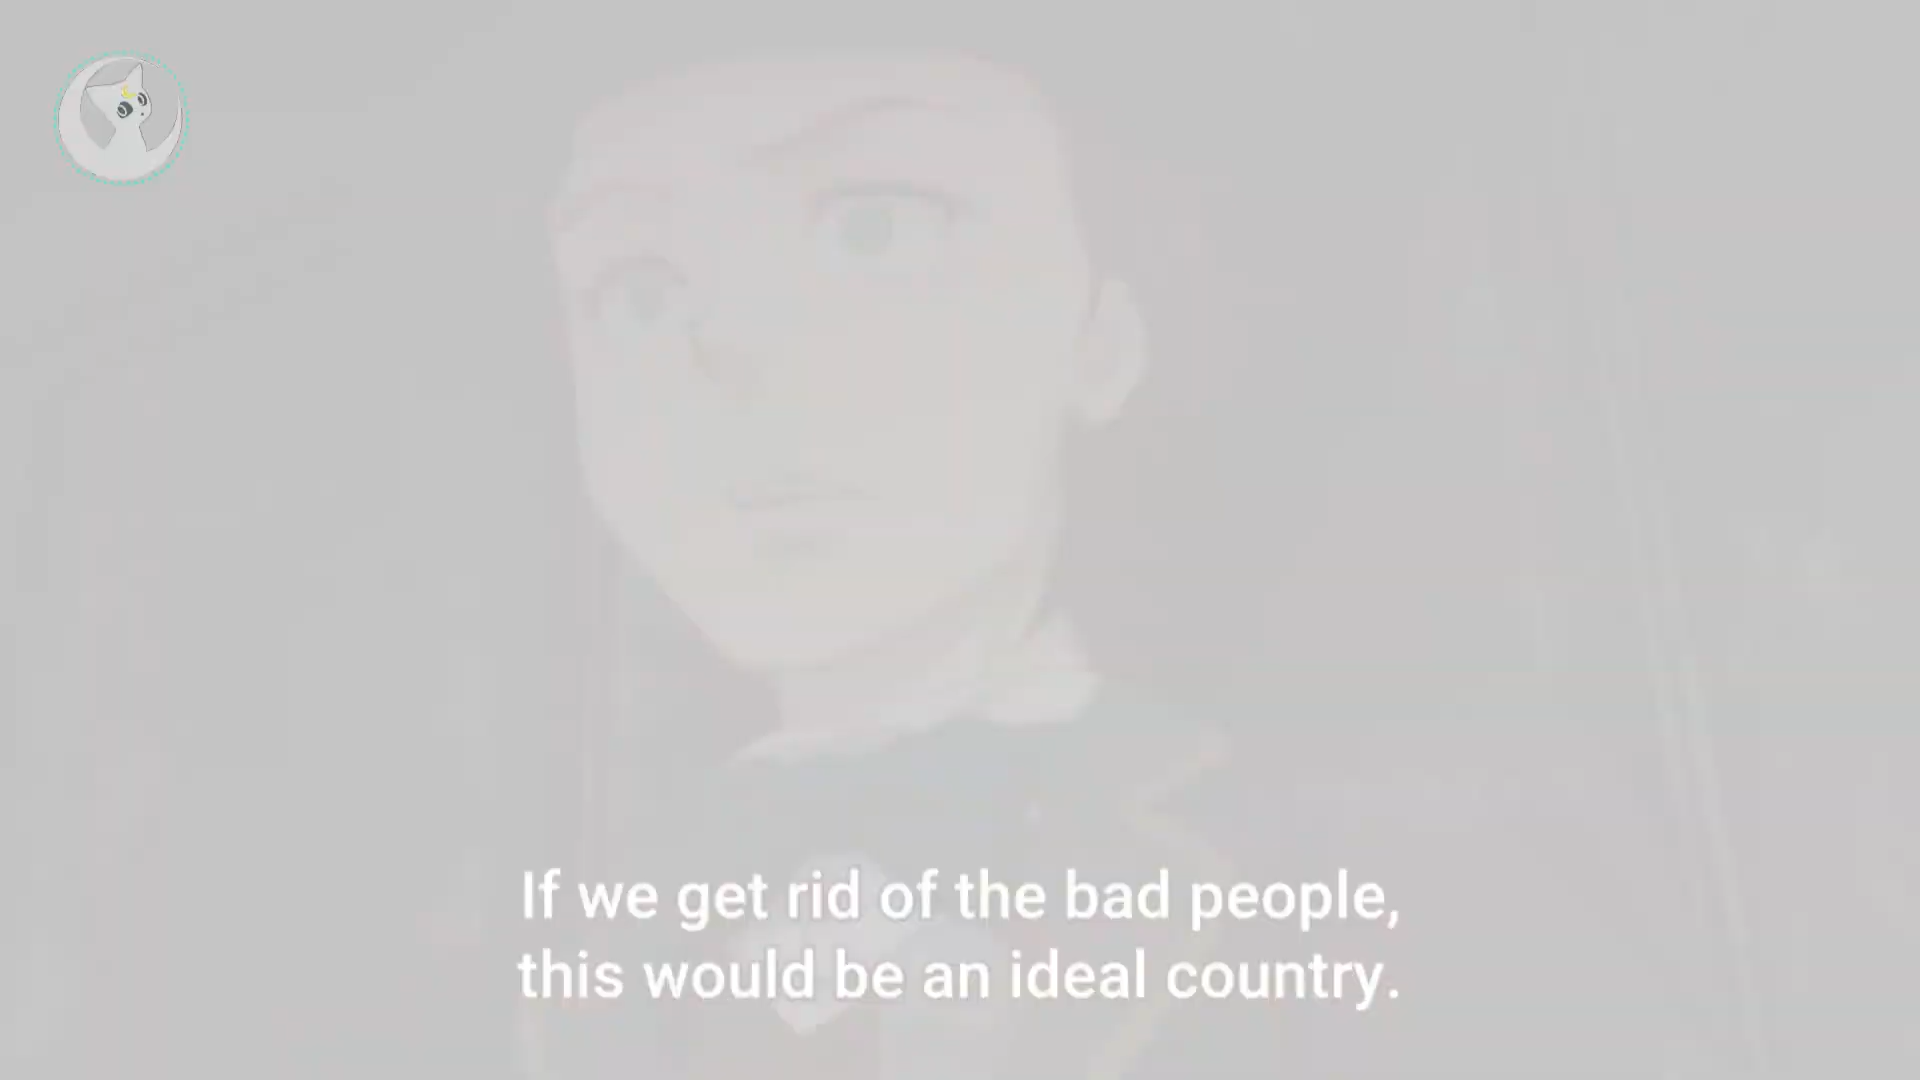 If we get rid of the bad people,
this would be an ideal country.